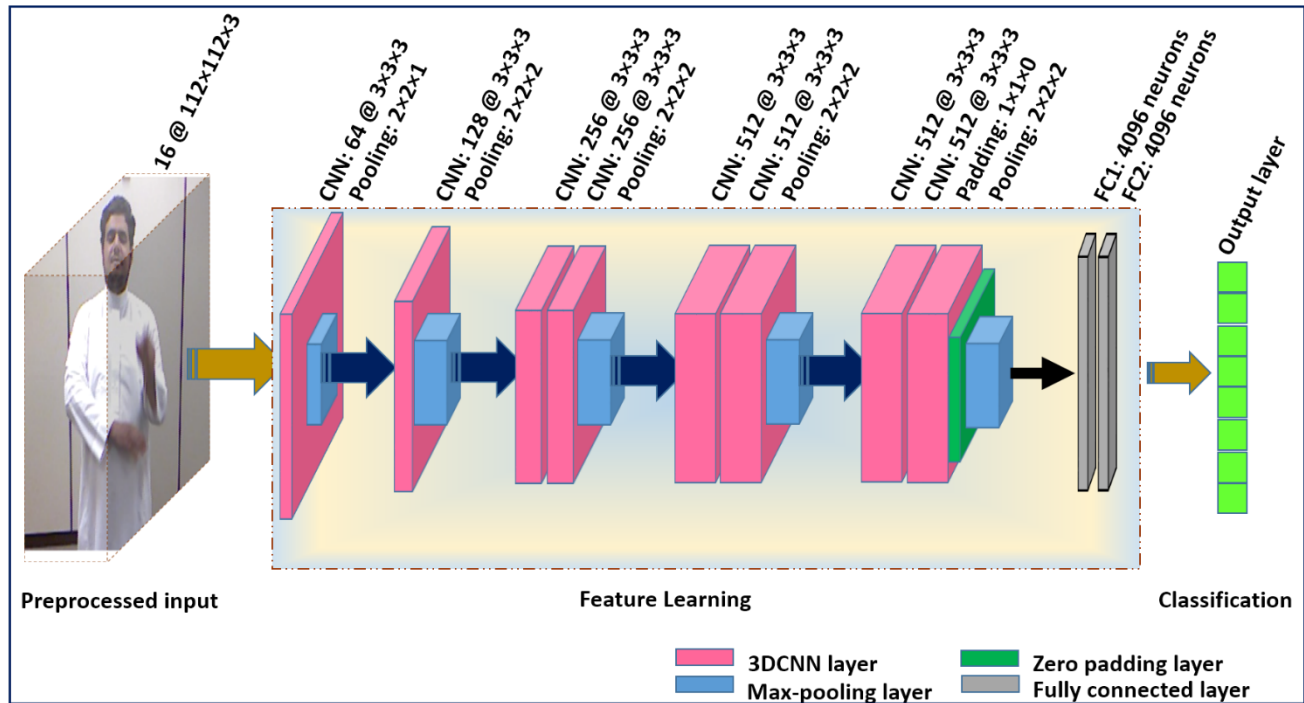 16 @ 112×112×3
CNN: 64 @ 3×3×3
Pooling: 2×2×1
CNN: 128 @ 3×3×3
Pooling: 2×2×2
CNN: 256 @ 3×3×3
CNN: 256 @ 3×3×3
Pooling: 2×2×2
CNN: 512 @ 3×3×3
CNN: 512 @ 3×3×3
Pooling: 2×2×2
CNN: 512 @ 3×3×3
CNN: 512 @ 3×3×3
Padding: 1×1×0
Pooling: 2×2×2
FC1: 4096 neurons
FC2: 4096 neurons
Output layer
Preprocessed input
Feature Learning
Classification
3DCNN layer
Zero padding layer
Max-pooling layer
Fully connected layer